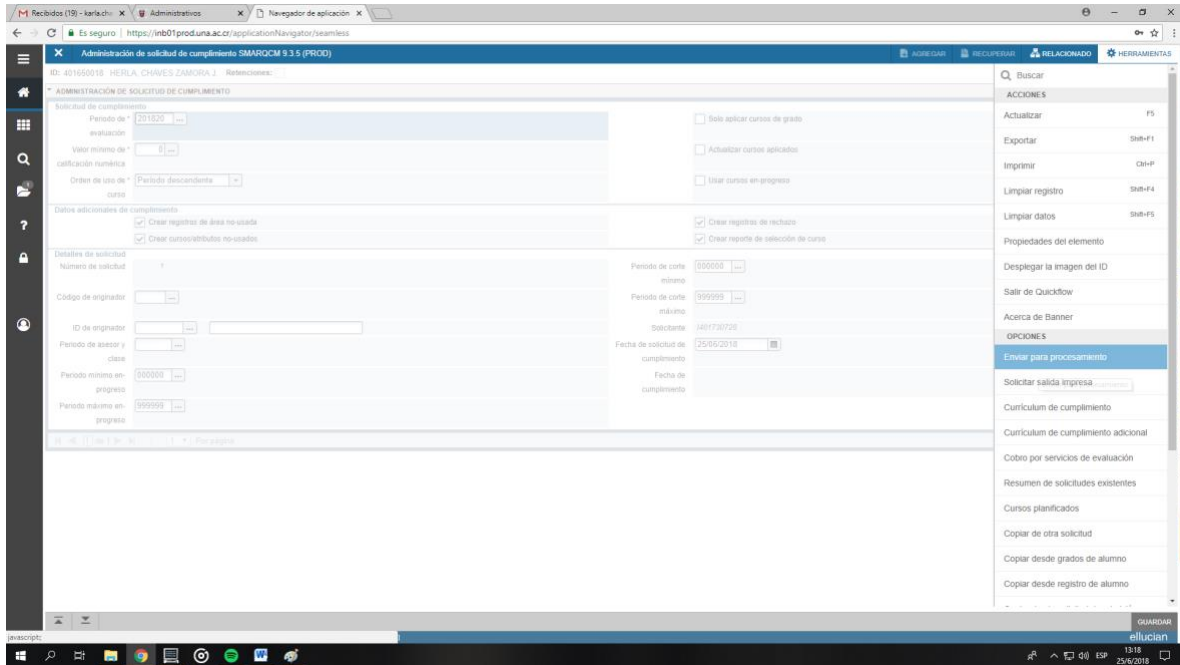 Recibidos (19) - karla.cha
Administrativos
Navegador de aplicación
Es seguro | https://inb01prod.una.ac.cr/applicationNavigator/seamless
Administración de solicitud de cumplimiento SMARQCM 9.3.5 (PROD)
AGREGAR RECUPERAR RELACIONADO HERRAMIENTAS
ID: 401650018 HERLA, CHAVES ZAMORA J. Retenciones:
ADMINISTRACIÓN DE SOLICITUD DE CUMPLIMIENTO
Solicitud de cumplimiento
Periodo de * 201820 ...
evaluación
Solo aplicar cursos de grado
Valor mínimo de * 0 ...
calificación numérica
Actualizar cursos aplicados
Orden de uso de * Período descendente
curso
Usar cursos en-progreso
Datos adicionales de cumplimiento
Crear registros de área no-usada
Crear registros de rechazo
Crear cursos/atributos no-usados
Crear reporte de selección de curso
Detalles de solicitud
Número de solicitud
Periodo de corte 000000 ...
mínimo
Código de originador ...
Periodo de corte 999999 ...
máximo
ID de originador ...
Solicitante
Periodo de asesor y ...
clase
Fecha de solicitud de 25/06/2018
cumplimiento
Periodo mínimo en- 000000 ...
progreso
Fecha de
cumplimiento
Periodo máximo en- 999999 ...
progreso
1 de 1
1 Por página
Buscar
ACCIONES
Actualizar F5
Exportar Shift+F1
Imprimir Ctrl+P
Limpiar registro Shift+F4
Limpiar datos Shift+F5
Propiedades del elemento
Desplegar la imagen del ID
Salir de Quickflow
Acerca de Banner
OPCIONES
Enviar para procesamiento
Solicitar salida impresa
Currículum de cumplimiento
Currículum de cumplimiento adicional
Cobro por servicios de evaluación
Resumen de solicitudes existentes
Cursos planificados
Copiar de otra solicitud
Copiar desde grados de alumno
Copiar desde registro de alumno
GUARDAR
javascript:
ellucian
ESP
13:18
25/6/2018